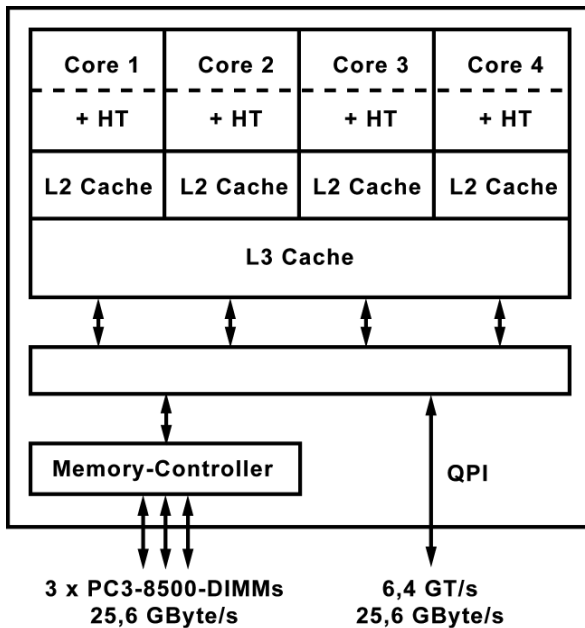 Core 1 Core 2 Core 3 Core 4
+ HT + HT + HT + HT
L2 Cache L2 Cache L2 Cache L2 Cache
L3 Cache
Memory-Controller
QPI
3 x PC3-8500-DIMMs
25,6 GByte/s
6,4 GT/s
25,6 GByte/s